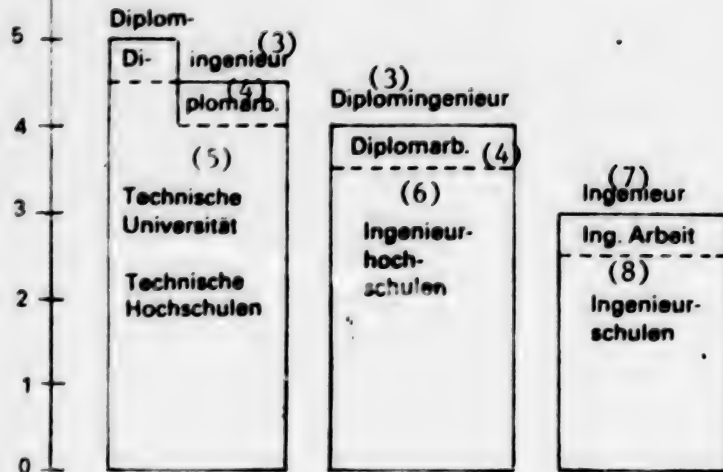 Diplom-
5
Di- ingenieur (3)
plomarb. (4)
4
(5)
Technische
Universität
3
Technische
Hochschulen
2
1
0
(3)
Diplomingenieur
Diplomarb. (4)
(6)
Ingenieur-
hoch-
schulen
(7)
Ingenieur
Ing. Arbeit
(8)
Ingenieur-
schulen